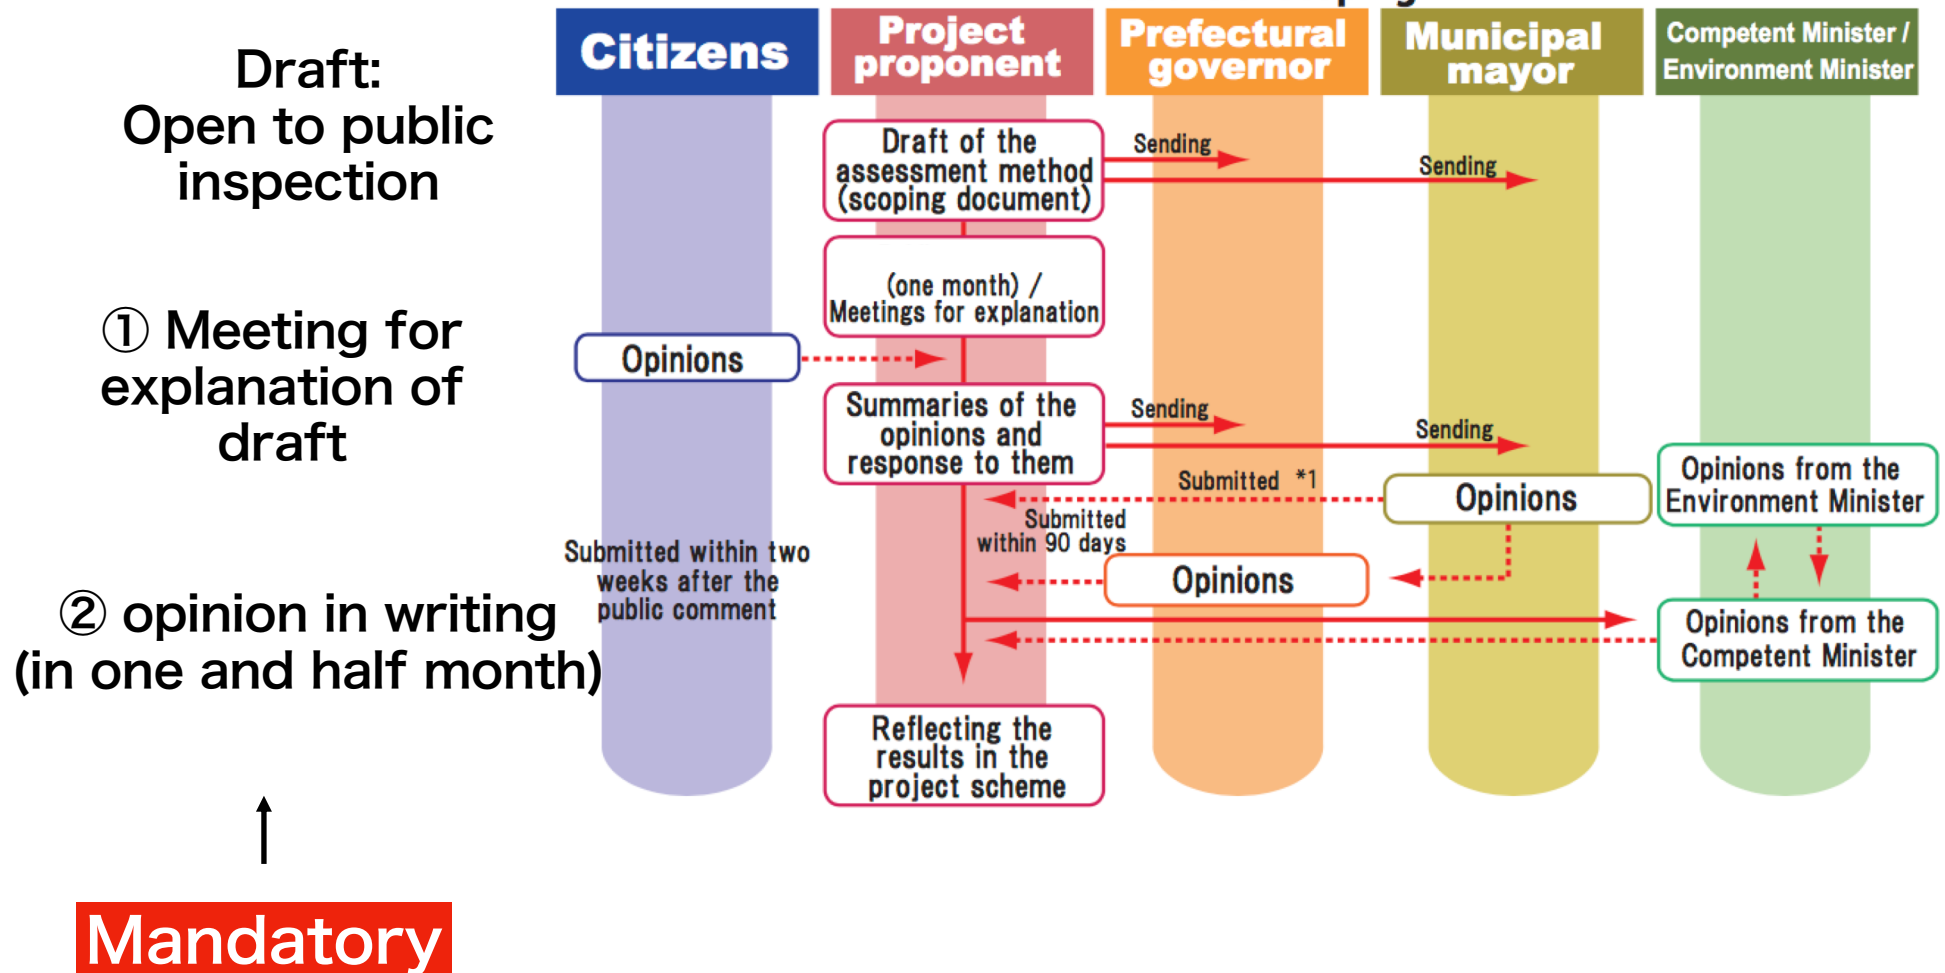 Draft:
Open to public
inspection
① Meeting for
explanation of
draft
② opinion in writing
(in one and half month)
Mandatory
Citizens
Project
proponent
Prefectural
governor
Municipal
mayor
Competent Minister /
Environment Minister
Draft of the
assessment method
(scoping document)
Sending
Sending
(one month) /
Meetings for explanation
Opinions
Summaries of the
opinions and
response to them
Sending
Sending
Submitted *1
Opinions
Opinions from the
Environment Minister
Submitted
within 90 days
Submitted within two
weeks after the
public comment
Opinions
Opinions from the
Competent Minister
Reflecting the
results in the
project scheme